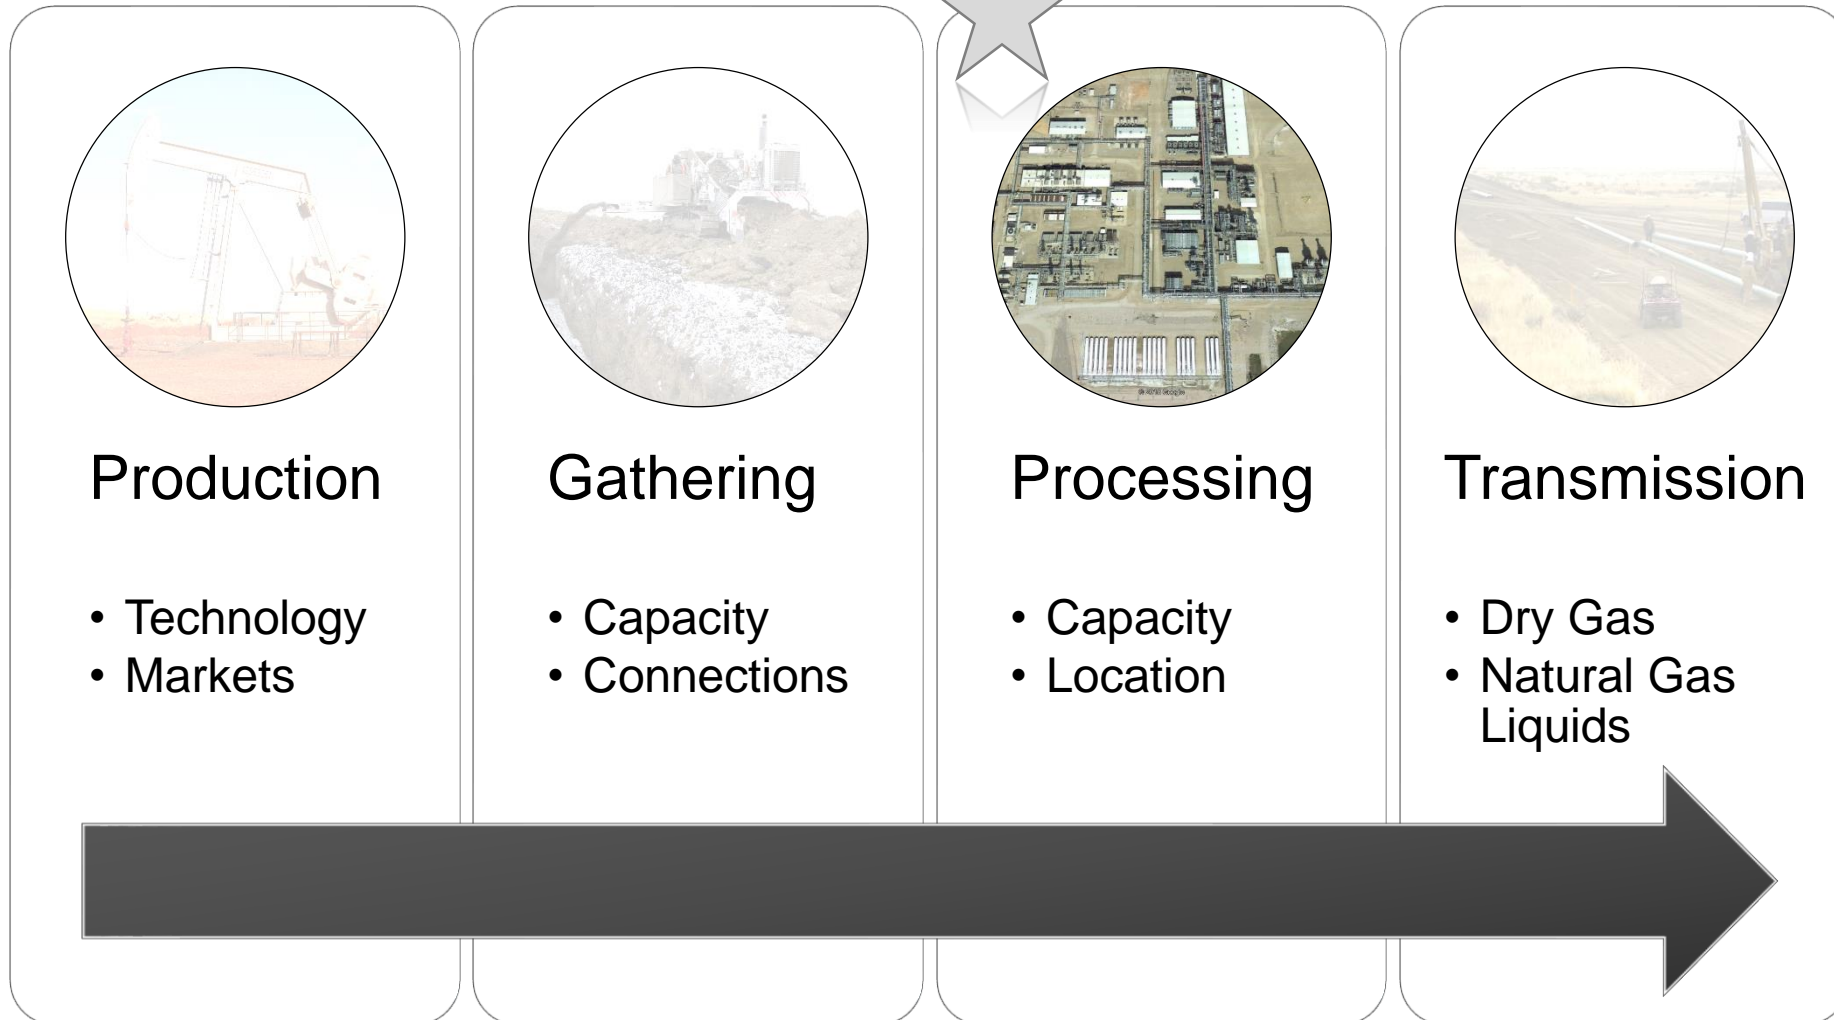 Production
• Technology
• Markets
Gathering
• Capacity
• Connections
Processing
• Capacity
• Location
Transmission
• Dry Gas
• Natural Gas
Liquids